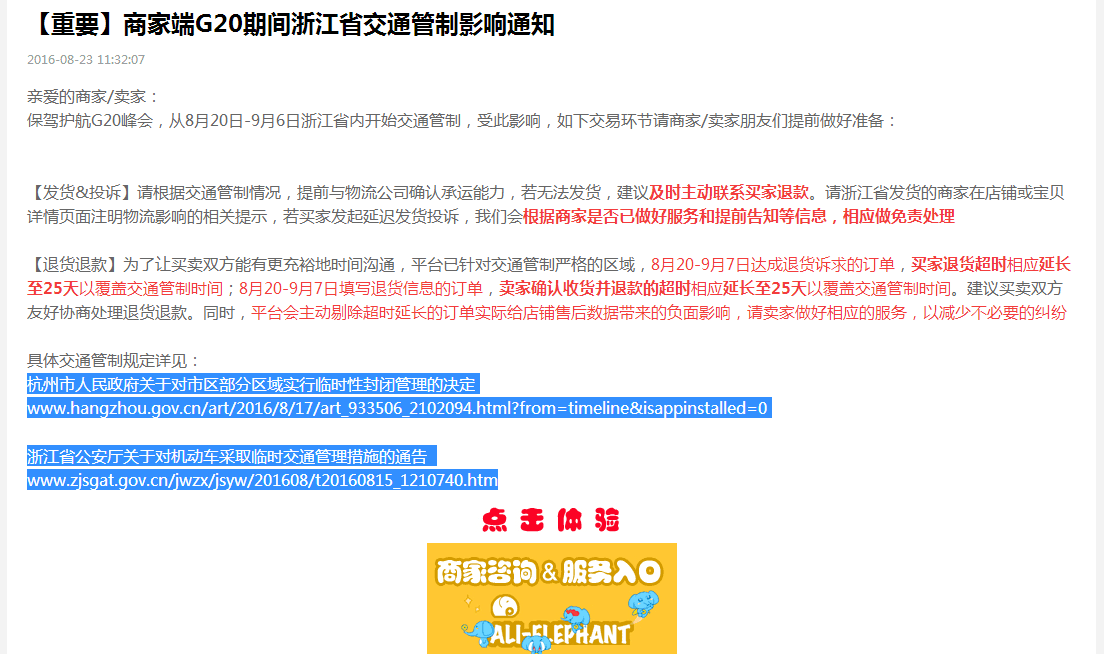 【重要】商家端G20期间浙江省交通管制影响通知
2016-08-23 11:32:07
亲爱的商家/卖家：
保驾护航G20峰会，从8月20日-9月6日浙江省内开始交通管制，受此影响，如下交易环节请商家/卖家朋友们提前做好准备：
【发货&投诉】请根据交通管制情况，提前与物流公司确认承运能力，若无法发货，建议及时主动联系买家退款。请浙江省发货的商家在店铺或宝贝
详情页面注明物流影响的相关提示，若买家发起延迟发货投诉，我们会根据商家是否已做好服务和提前告知等信息，相应做免责处理
【退货退款】为了让买卖双方能有更充裕地时间沟通，平台已针对交通管制严格的区域，8月20-9月7日达成退货诉求的订单，买家退货超时相应延长
至25天以覆盖交通管制时间；8月20-9月7日填写退货信息的订单，卖家确认收货并退款的超时相应延长至25天以覆盖交通管制时间。建议买卖双方
友好协商处理退货退款。同时，平台会主动剔除超时延长的订单实际给店铺售后数据带来的负面影响，请卖家做好相应的服务，以减少不必要的纠纷
具体交通管制规定详见：
杭州市人民政府关于对市区部分区域实行临时性封闭管理的决定
www.hangzhou.gov.cn/art/2016/8/17/art_933506_2102094.html?from=timeline&isappinstalled=0
浙江省公安厅关于对机动车采取临时交通管理措施的通告
www.zjsgat.gov.cn/jwzx/jsyw/201608/t20160815_1210740.htm
点击体验
商家咨询&服务入口
ALI-ELEPHANT